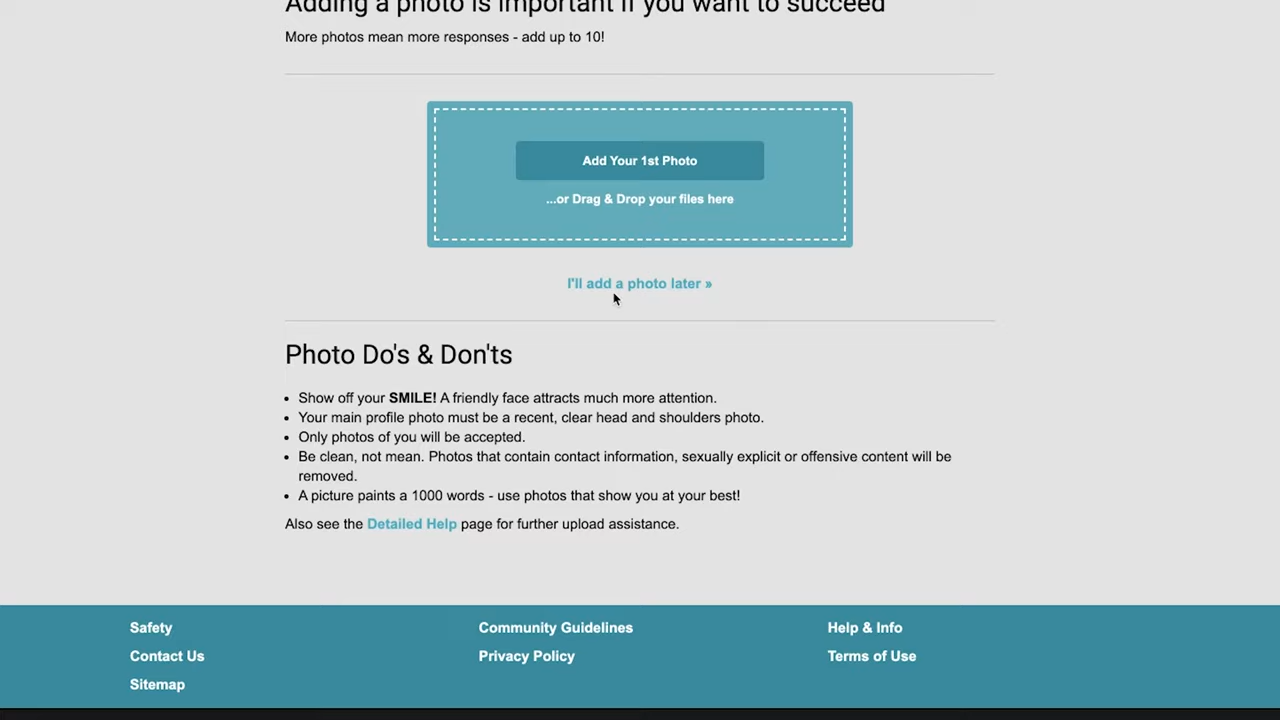 Adding a photo is important if you want to succeed
More photos mean more responses - add up to 10!
Add Your 1st Photo
...or Drag & Drop your files here
I'll add a photo later »
Photo Do's & Don'ts
• Show off your SMILE! A friendly face attracts much more attention.
• Your main profile photo must be a recent, clear head and shoulders photo.
• Only photos of you will be accepted.
• Be clean, not mean. Photos that contain contact information, sexually explicit or offensive content will be
removed.
• A picture paints a 1000 words - use photos that show you at your best!
Also see the Detailed Help page for further upload assistance.
Safety
Community Guidelines
Help & Info
Contact Us
Privacy Policy
Terms of Use
Sitemap